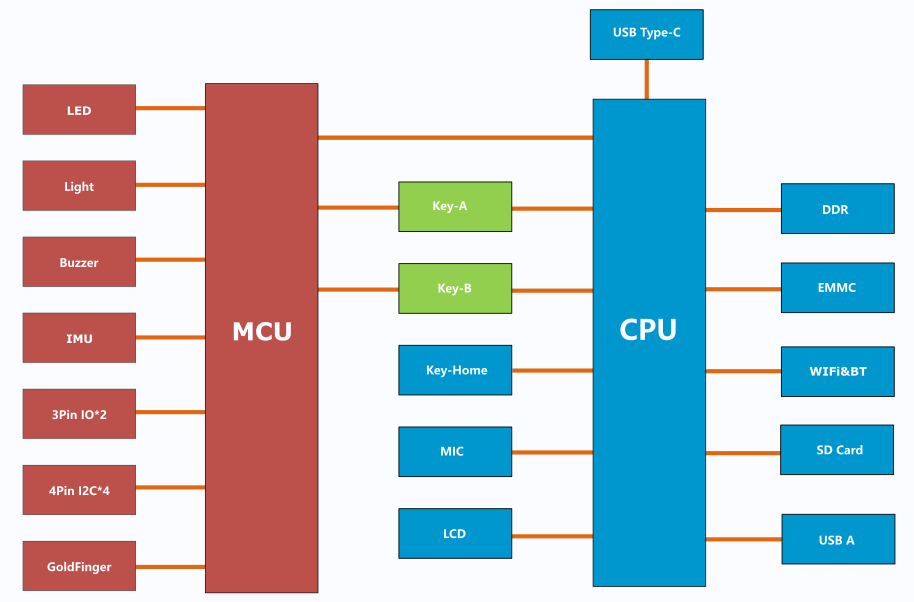 USB Type-C
LED
Light
Buzzer
IMU
3Pin IO*2
4Pin I2C*4
GoldFinger
MCU
Key-A
Key-B
Key-Home
MIC
LCD
CPU
DDR
EMMC
WIFi&BT
SD Card
USB A